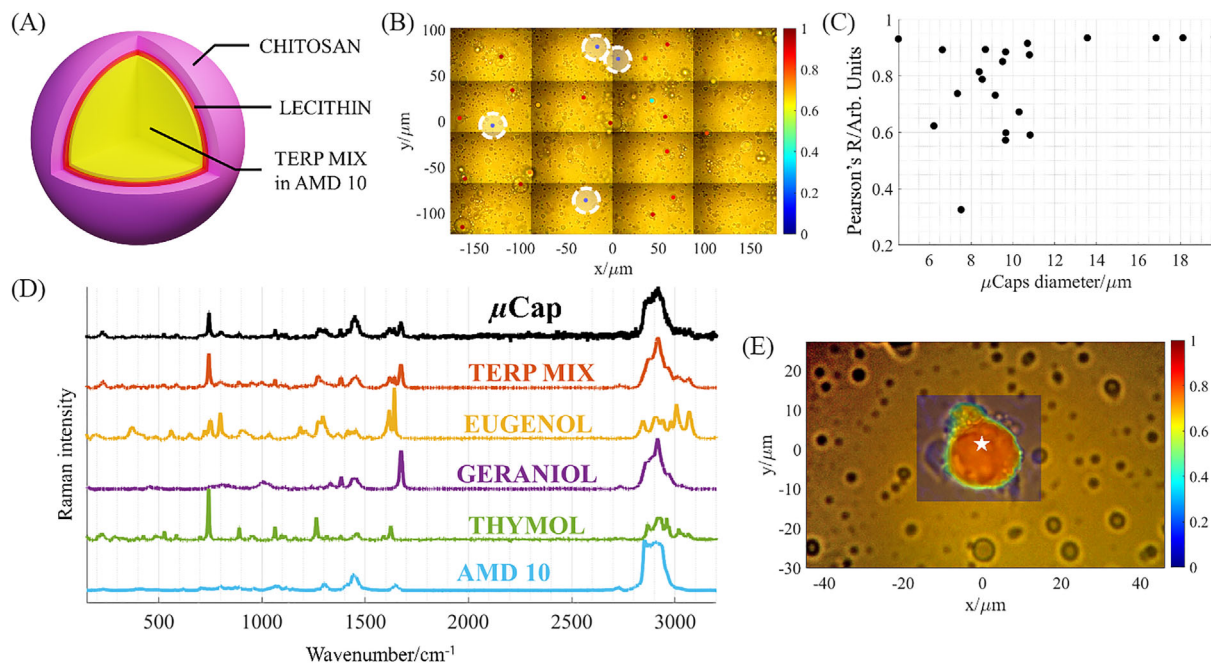 (A)
CHITOSAN
LECITHIN
TERP MIX
in AMD 10
(B)
100
50
0
-50
-100
y/μm
-150
-100
-50
0
50
100
150
x/μm
1
0.8
0.6
0.4
0.2
0
(C)
1
0.8
0.6
0.4
0.2
Pearson's R/Arb. Units
6
8
10
12
14
16
18
μCaps diameter/μm
(D)
μCap
TERP MIX
EUGENOL
GERANIOL
THYMOL
AMD 10
Raman intensity
500
1000
1500
2000
2500
3000
Wavenumber/cm-1
(E)
20
10
0
-10
-20
-30
y/μm
-40
-20
0
20
40
x/μm
1
0.8
0.6
0.4
0.2
0